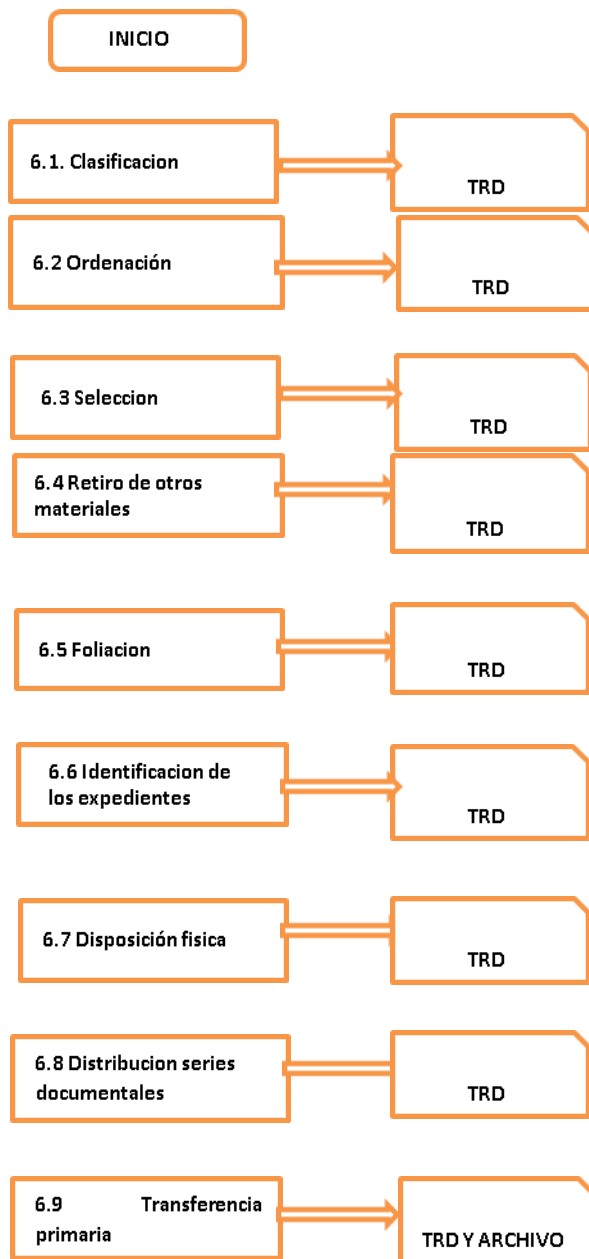 INICIO
6.1. Clasificacion
TRD
6.2 Ordenación
TRD
6.3 Seleccion
TRD
6.4 Retiro de otros
materiales
TRD
6.5 Foliacion
TRD
6.6 Identificacion de
los expedientes
TRD
6.7 Disposición fisica
TRD
6.8 Distribucion series
documentales
TRD
6.9 Transferencia
primaria
TRD Y ARCHIVO